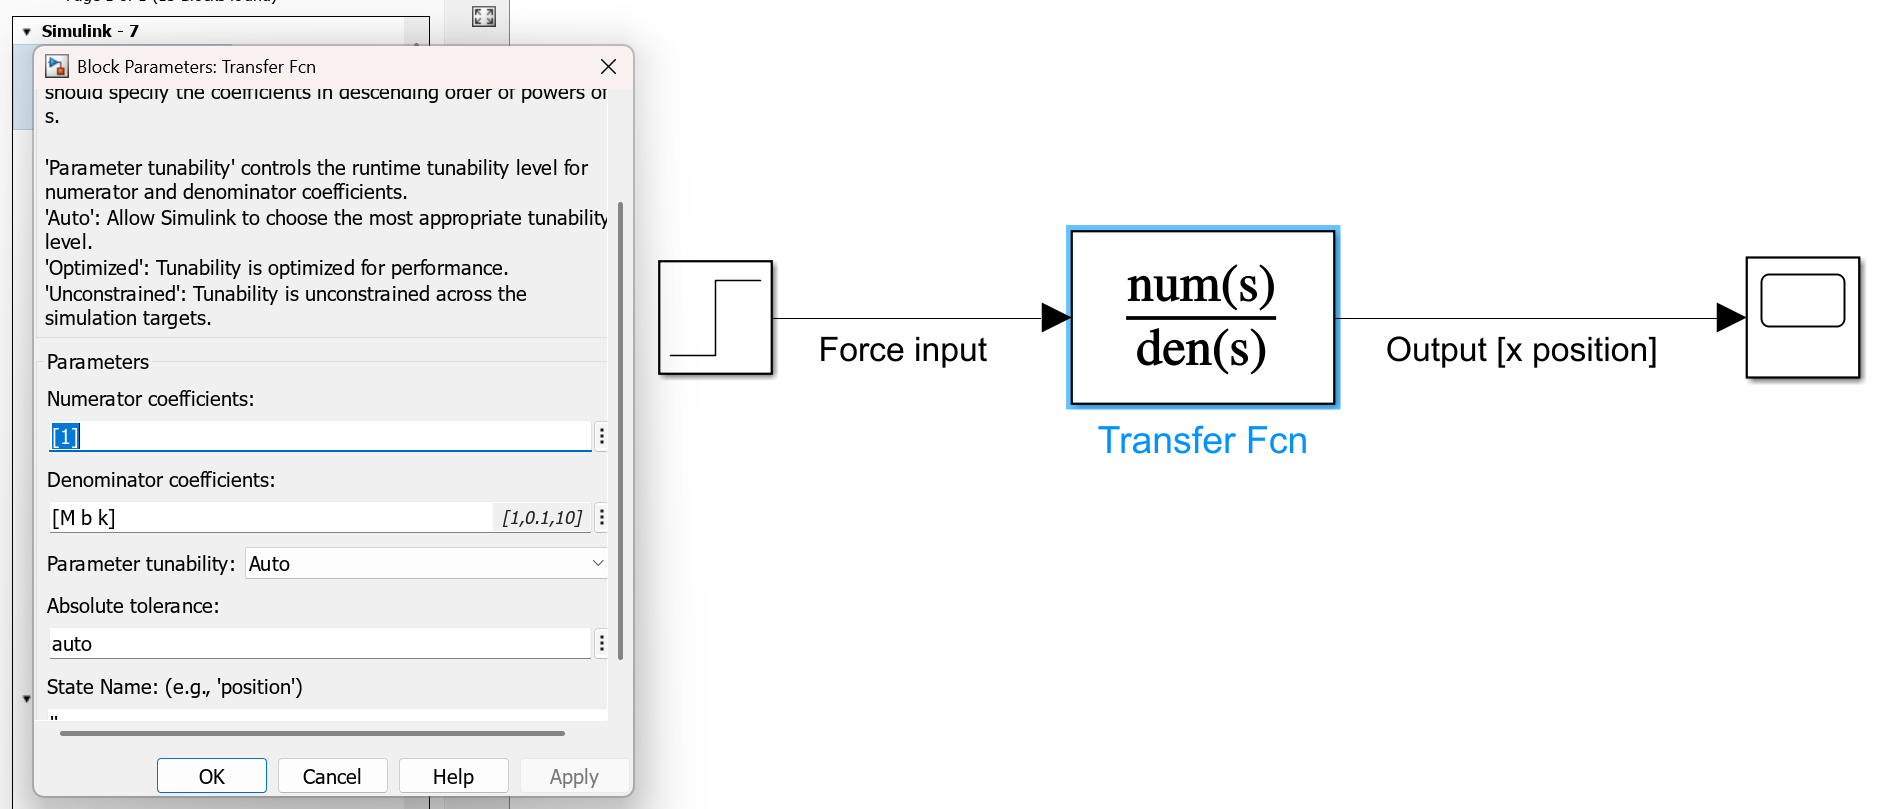 Simulink - 7
Block Parameters: Transfer Fcn
should specify the coefficients in descending order of powers of
s.
'Parameter tunability' controls the runtime tunability level for
numerator and denominator coefficients.
'Auto': Allow Simulink to choose the most appropriate tunability
level.
'Optimized': Tunability is optimized for performance.
'Unconstrained': Tunability is unconstrained across the
simulation targets.
Parameters
Numerator coefficients:
[1]
Denominator coefficients:
[M b k] [1,0.1,10]
Parameter tunability: Auto
Absolute tolerance:
auto
State Name: (e.g., 'position')
''
OK Cancel Help Apply
Force input
num(s)
den(s)
Transfer Fcn
Output [x position]